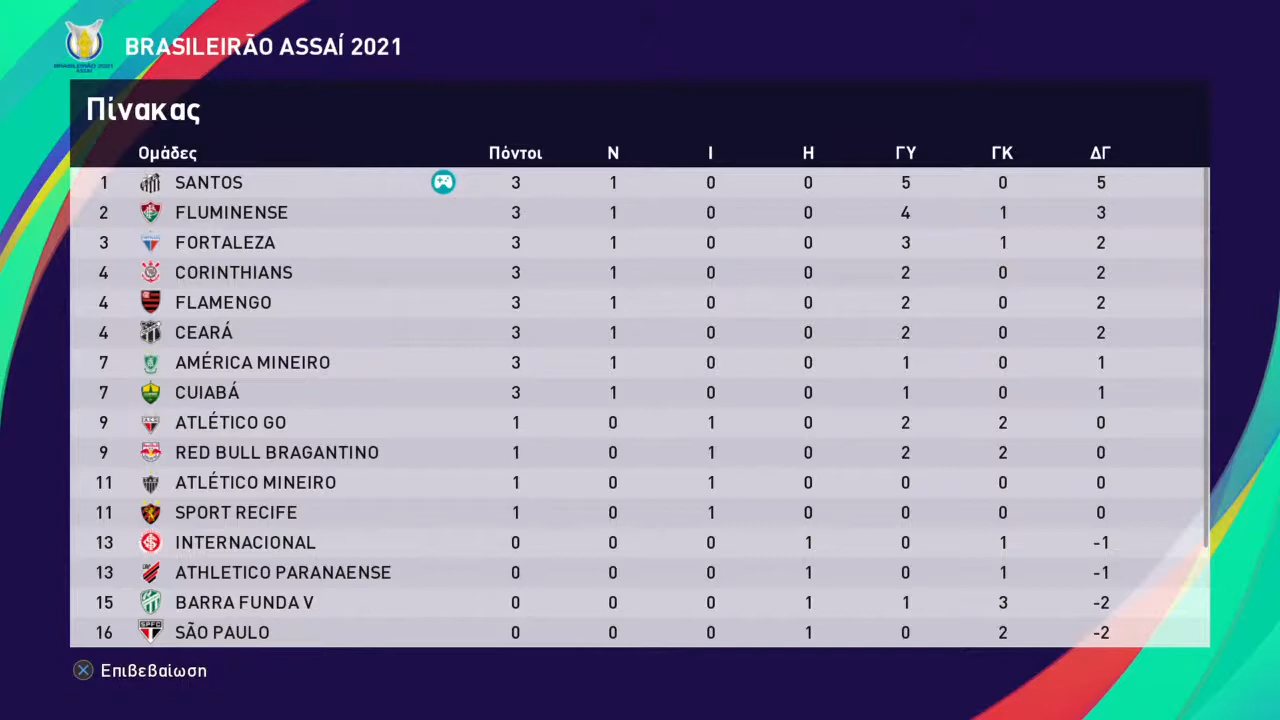 BRASILEIRÃO ASSAÍ 2021
BRASILEIRÃO 2021
ASSAÍ
Πίνακας
Ομάδες Πόντοι Ν Ι Η ΓΥ ΓΚ ΔΓ
1 SANTOS 3 1 0 0 5 0 5
2 FLUMINENSE 3 1 0 0 4 1 3
3 FORTALEZA 3 1 0 0 3 1 2
4 CORINTHIANS 3 1 0 0 2 0 2
4 FLAMENGO 3 1 0 0 2 0 2
4 CEARÁ 3 1 0 0 2 0 2
7 AMÉRICA MINEIRO 3 1 0 0 1 0 1
7 CUIABÁ 3 1 0 0 1 0 1
9 ATLÉTICO GO 1 0 1 0 2 2 0
9 RED BULL BRAGANTINO 1 0 1 0 2 2 0
11 ATLÉTICO MINEIRO 1 0 1 0 0 0 0
11 SPORT RECIFE 1 0 1 0 0 0 0
13 INTERNACIONAL 0 0 0 1 0 1 -1
13 ATHLETICO PARANAENSE 0 0 0 1 0 1 -1
15 BARRA FUNDA V 0 0 0 1 1 3 -2
16 SPFC SÃO PAULO 0 0 0 1 0 2 -2
Επιβεβαίωση